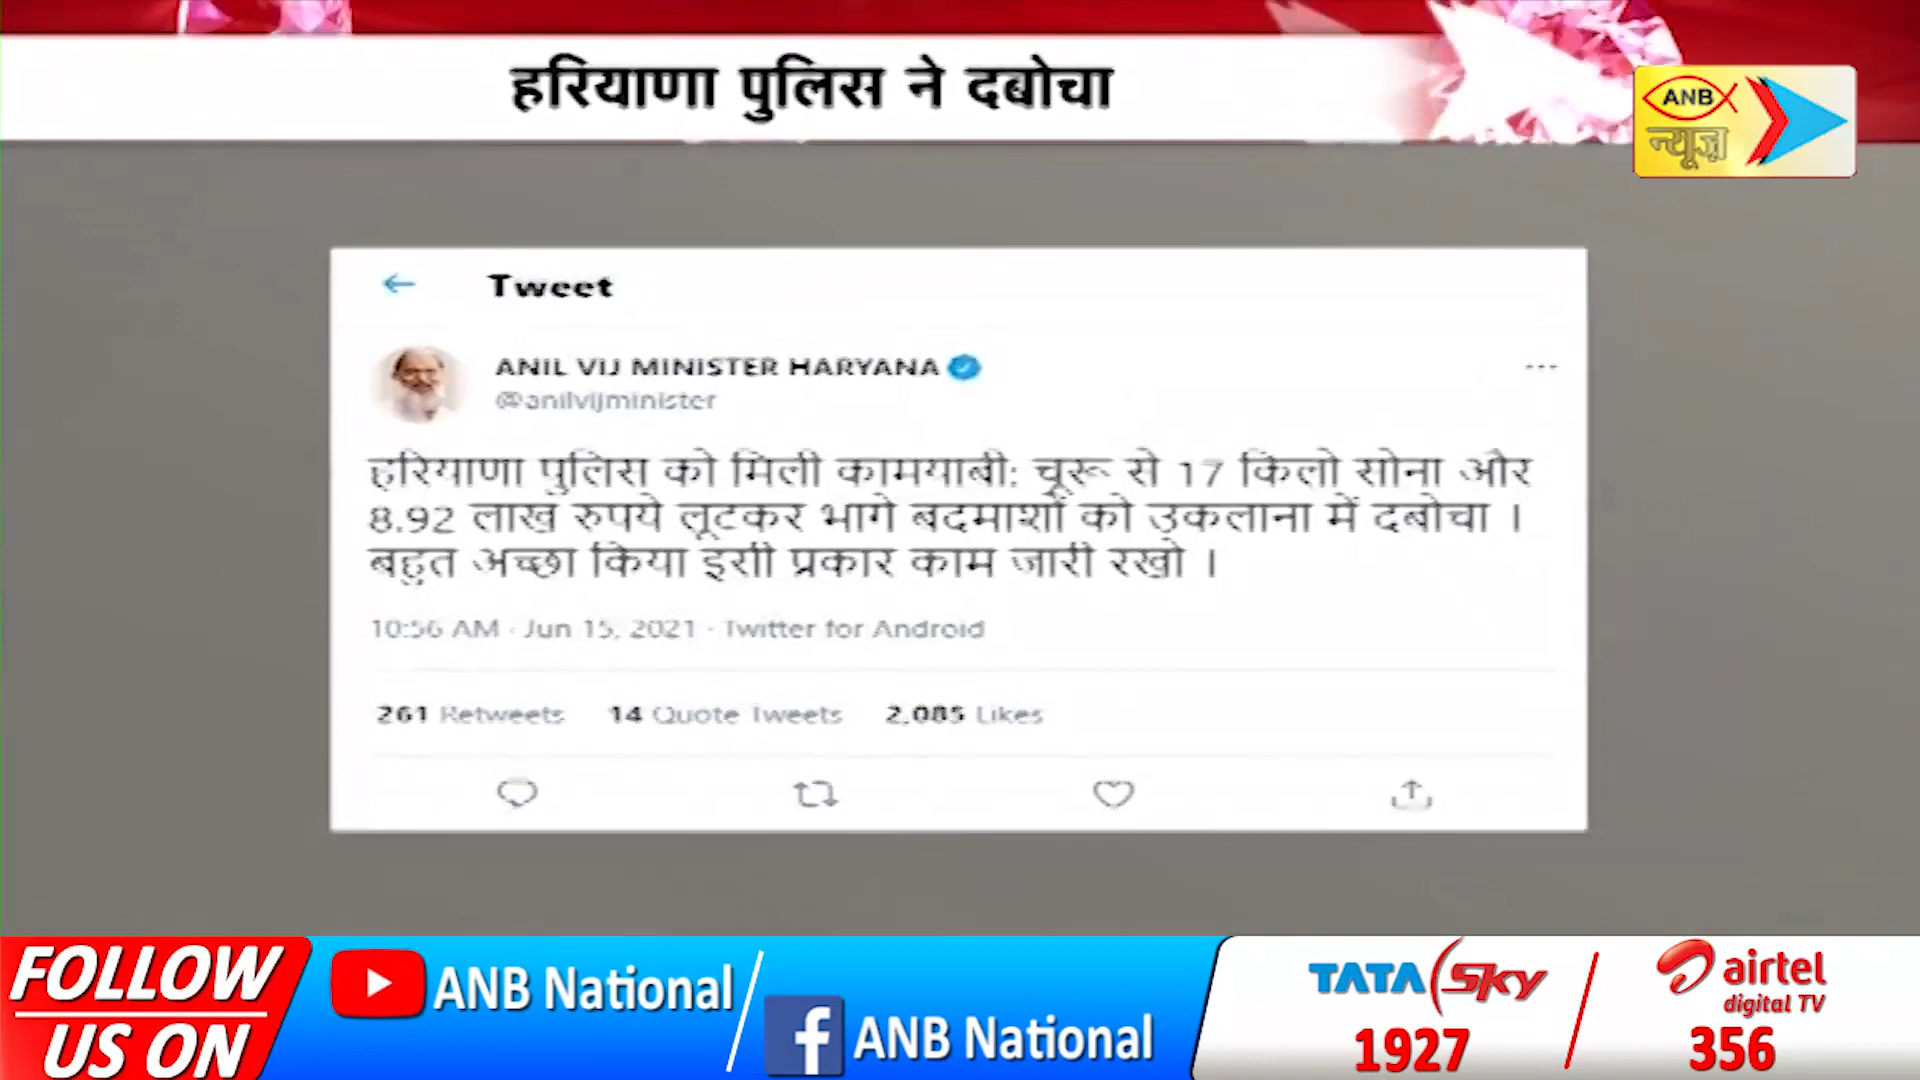 हरियाणा पुलिस ने दबोचा
ANB
न्यूज़
Tweet
ANIL VIJ MINISTER HARYANA
@anilvijminister
हरियाणा पुलिस को मिली कामयाबी: चूरू से 17 किलो सोना और
8.92 लाख रुपये लूटकर भागे बदमाशों को उकलाना में दबोचा ।
बहुत अच्छा किया इसी प्रकार काम जारी रखो ।
10:56 AM · Jun 15, 2021 · Twitter for Android
261 Retweets 14 Quote Tweets 2,085 Likes
FOLLOW
US ON
ANB National
ANB National
TATA Sky
1927
airtel
digital TV
356